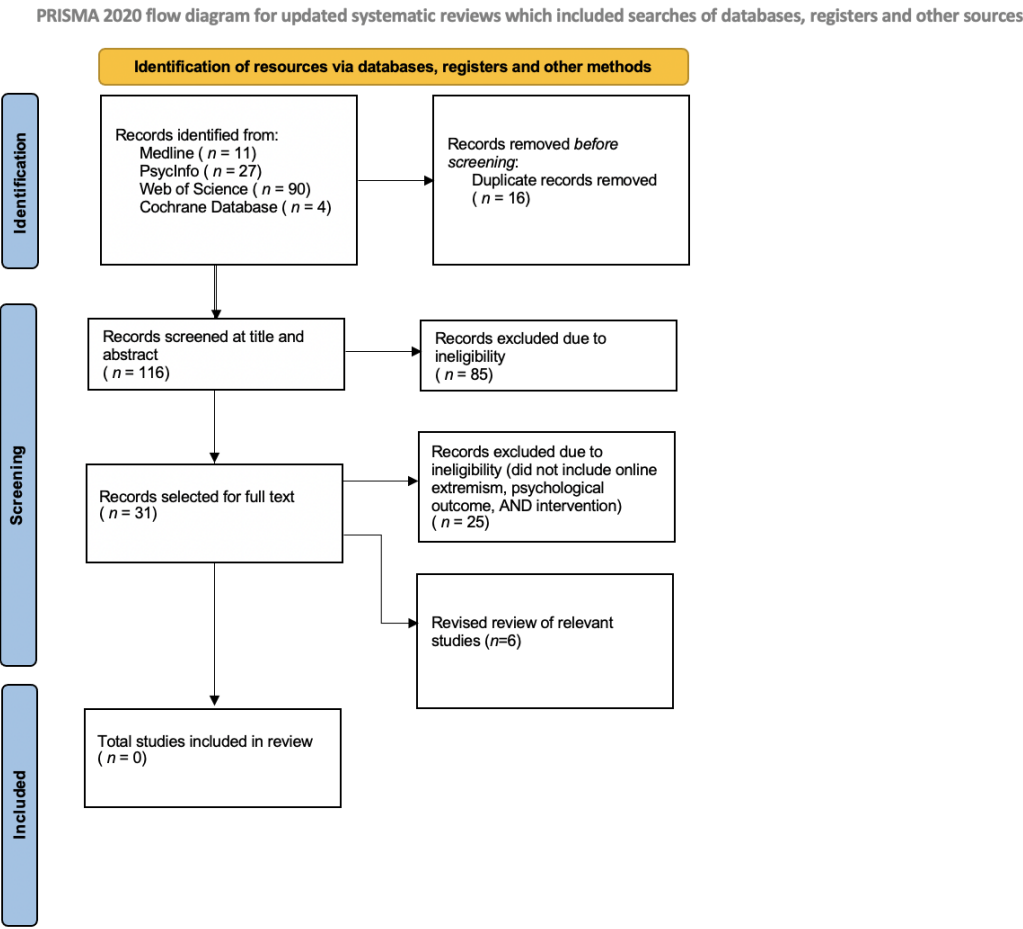 PRISMA 2020 flow diagram for updated systematic reviews which included searches of databases, registers and other sources
Identification of resources via databases, registers and other methods
Identification
Records identified from:
Medline ( n = 11)
PsycInfo ( n = 27)
Web of Science ( n = 90)
Cochrane Database ( n = 4)
Records removed before
screening:
Duplicate records removed
( n = 16)
Screening
Records screened at title and
abstract
( n = 116)
Records excluded due to
ineligibility
( n = 85)
Records selected for full text
( n = 31)
Records excluded due to
ineligibility (did not include online
extremism, psychological
outcome, AND intervention)
( n = 25)
Revised review of relevant
studies (n=6)
Included
Total studies included in review
( n = 0)